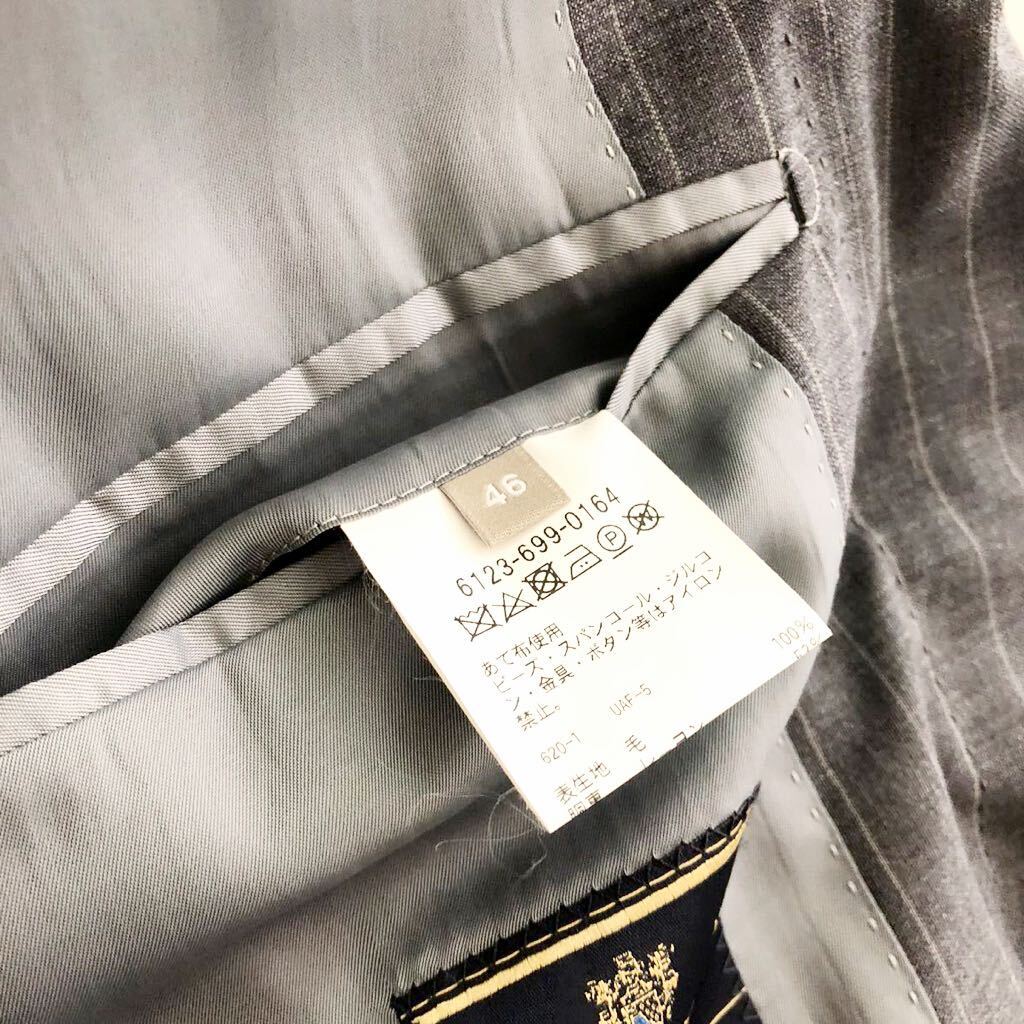 46
6123-699-0164
P
あて布使用
ビーズ・スパンコール・ジルコ
ン・金具・ボタン等はアイロン
禁止。
620-1 UAF-5
表生地 毛 100%